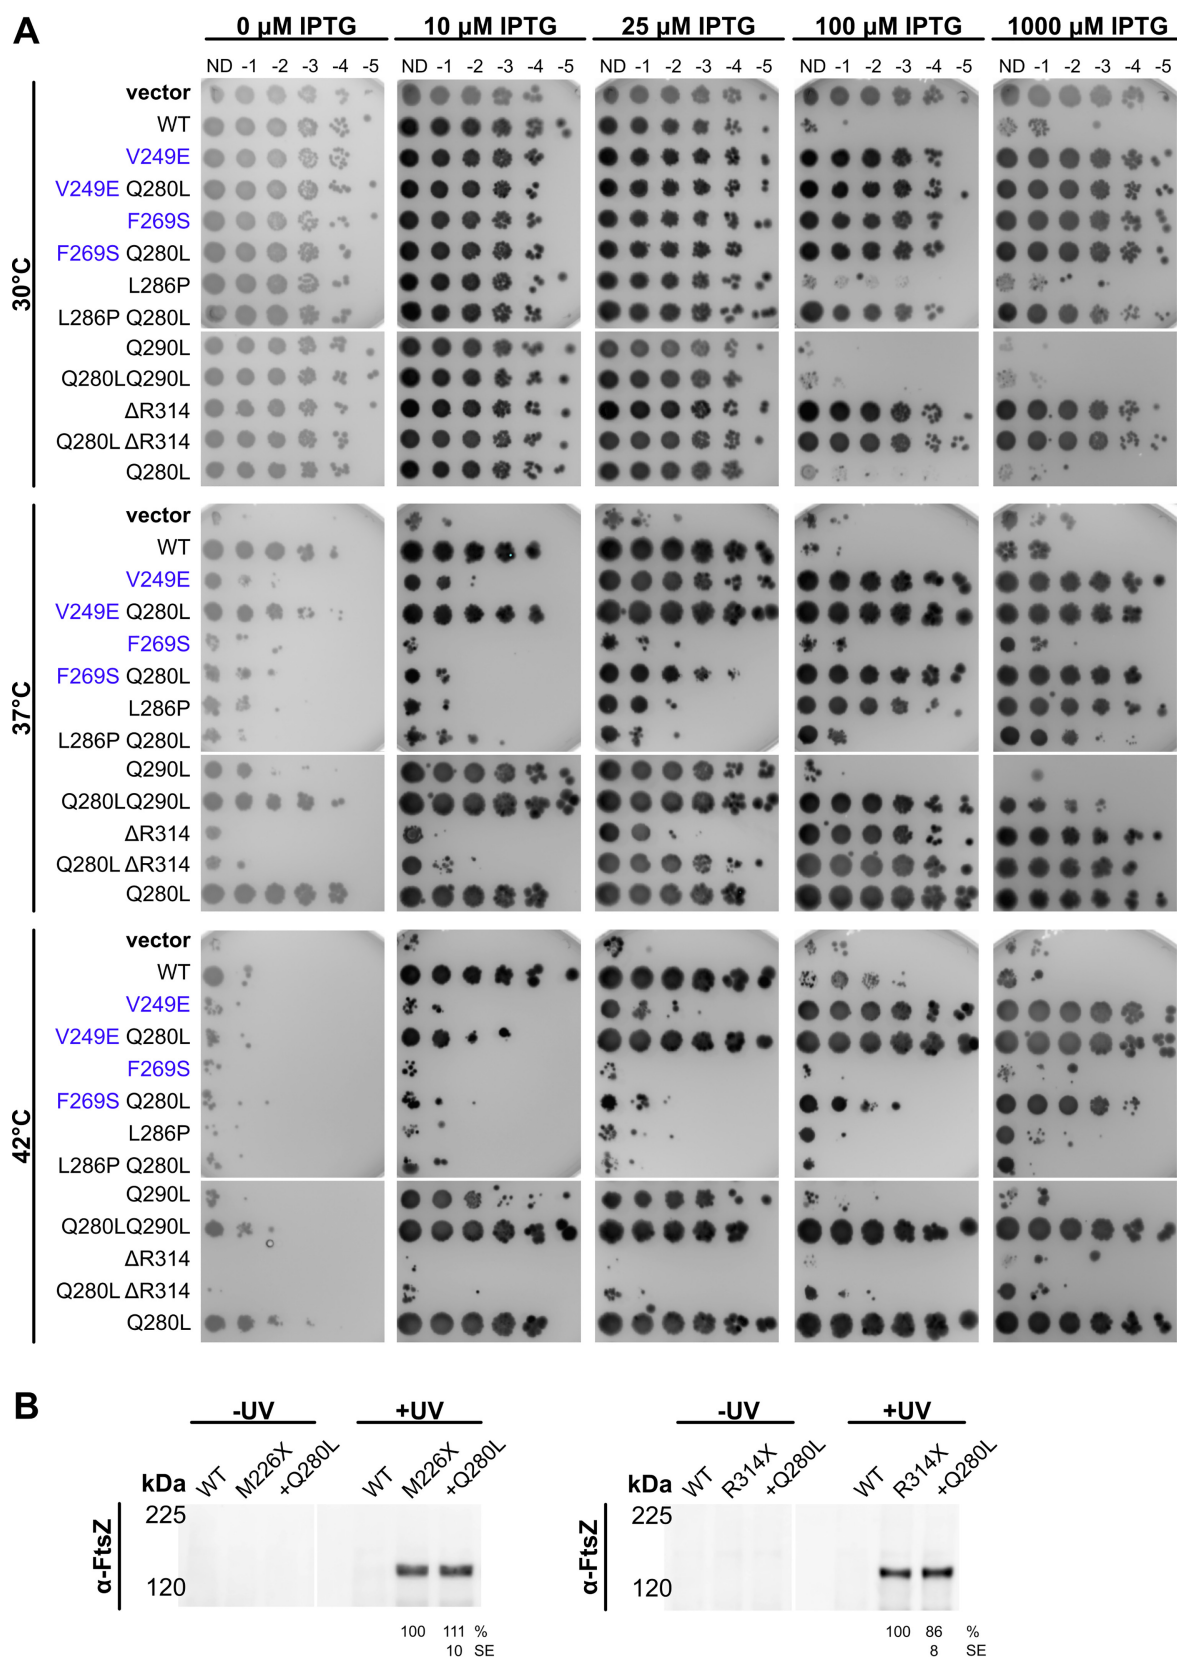 A
0 µM IPTG 10 µM IPTG 25 µM IPTG 100 µM IPTG 1000 µM IPTG
ND -1 -2 -3 -4 -5 ND -1 -2 -3 -4 -5 ND -1 -2 -3 -4 -5 ND -1 -2 -3 -4 -5 ND -1 -2 -3 -4 -5
30°C
vector
WT
V249E
V249E Q280L
F269S
F269S Q280L
L286P
L286P Q280L
Q290L
Q280LQ290L
ΔR314
Q280L ΔR314
Q280L
37°C
vector
WT
V249E
V249E Q280L
F269S
F269S Q280L
L286P
L286P Q280L
Q290L
Q280LQ290L
ΔR314
Q280L ΔR314
Q280L
42°C
vector
WT
V249E
V249E Q280L
F269S
F269S Q280L
L286P
L286P Q280L
Q290L
Q280LQ290L
ΔR314
Q280L ΔR314
Q280L
B
-UV +UV
kDa WT M226X +Q280L WT M226X +Q280L
α-FtsZ
225
120
100 111 %
10 SE
-UV +UV
kDa WT R314X +Q280L WT R314X +Q280L
α-FtsZ
225
120
100 86 %
8 SE